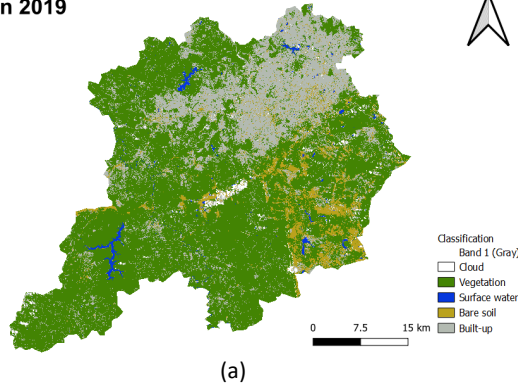 n 2019
Classification
Band 1 (Gray)
Cloud
Vegetation
Surface water
Bare soil
Built-up
0 7.5 15 km
(a)